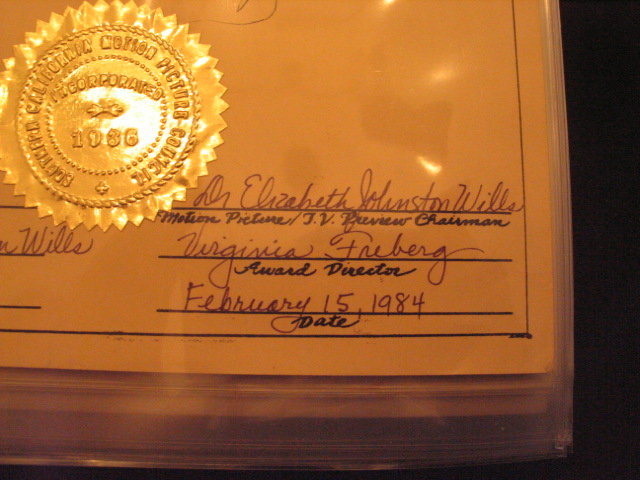 SOUTHERN CALIFORNIA MOTION PICTURE COUNCIL
INCORPORATED
1936
Dr Elizabeth Johnston Wills
Motion Picture/T.V. Preview Chairman
n Wills
Virginia Freberg
Award Director
February 15, 1984
Date